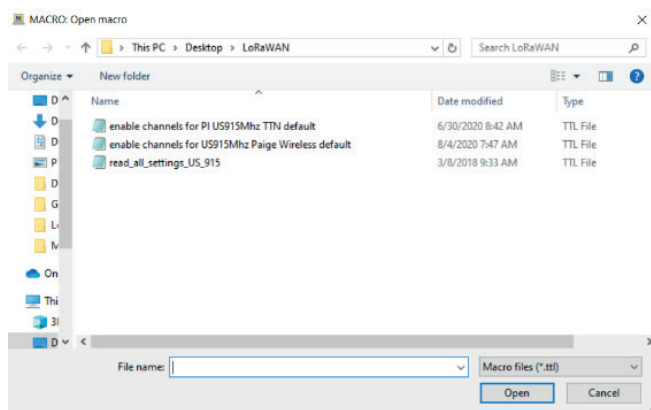 MACRO: Open macro
This PC > Desktop > LoRaWAN
Search LoRaWAN
Organize
New folder
Name
Date modified
Type
D
enable channels for PI US915Mhz TTN default
6/30/2020 8:42 AM
TTL File
D
enable channels for US915Mhz Paige Wireless default
8/4/2020 7:47 AM
TTL File
D
read_all_settings_US_915
3/8/2018 9:33 AM
TTL File
P
D
G
L
M
On
Thi
3
D
File name:
Macro files (*.ttl)
Open
Cancel